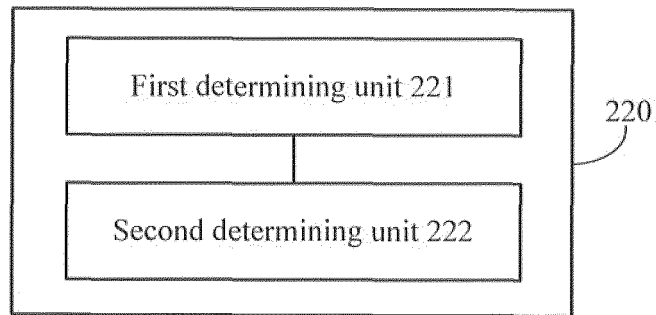 First determining unit 221
220
Second determining unit 222